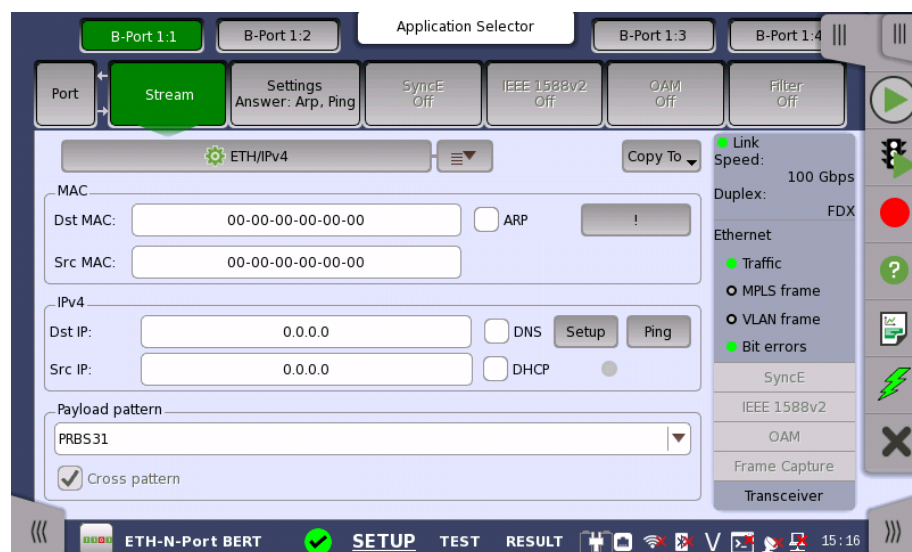 Application Selector
B-Port 1:1
B-Port 1:2
B-Port 1:3
B-Port 1:4
Port
Stream
Settings
Answer: Arp, Ping
SyncE
Off
IEEE 1588v2
Off
OAM
Off
Filter
Off
ETH/IPv4
Copy To
MAC
Dst MAC:
00-00-00-00-00-00
ARP
!
Src MAC:
00-00-00-00-00-00
IPv4
Dst IP:
0.0.0.0
DNS
Setup
Ping
Src IP:
0.0.0.0
DHCP
Payload pattern
PRBS31
Cross pattern
Link
Speed:
100 Gbps
Duplex:
FDX
Ethernet
Traffic
MPLS frame
VLAN frame
Bit errors
SyncE
IEEE 1588v2
OAM
Frame Capture
Transceiver
ETH-N-Port BERT
SETUP
TEST
RESULT
V
15:16